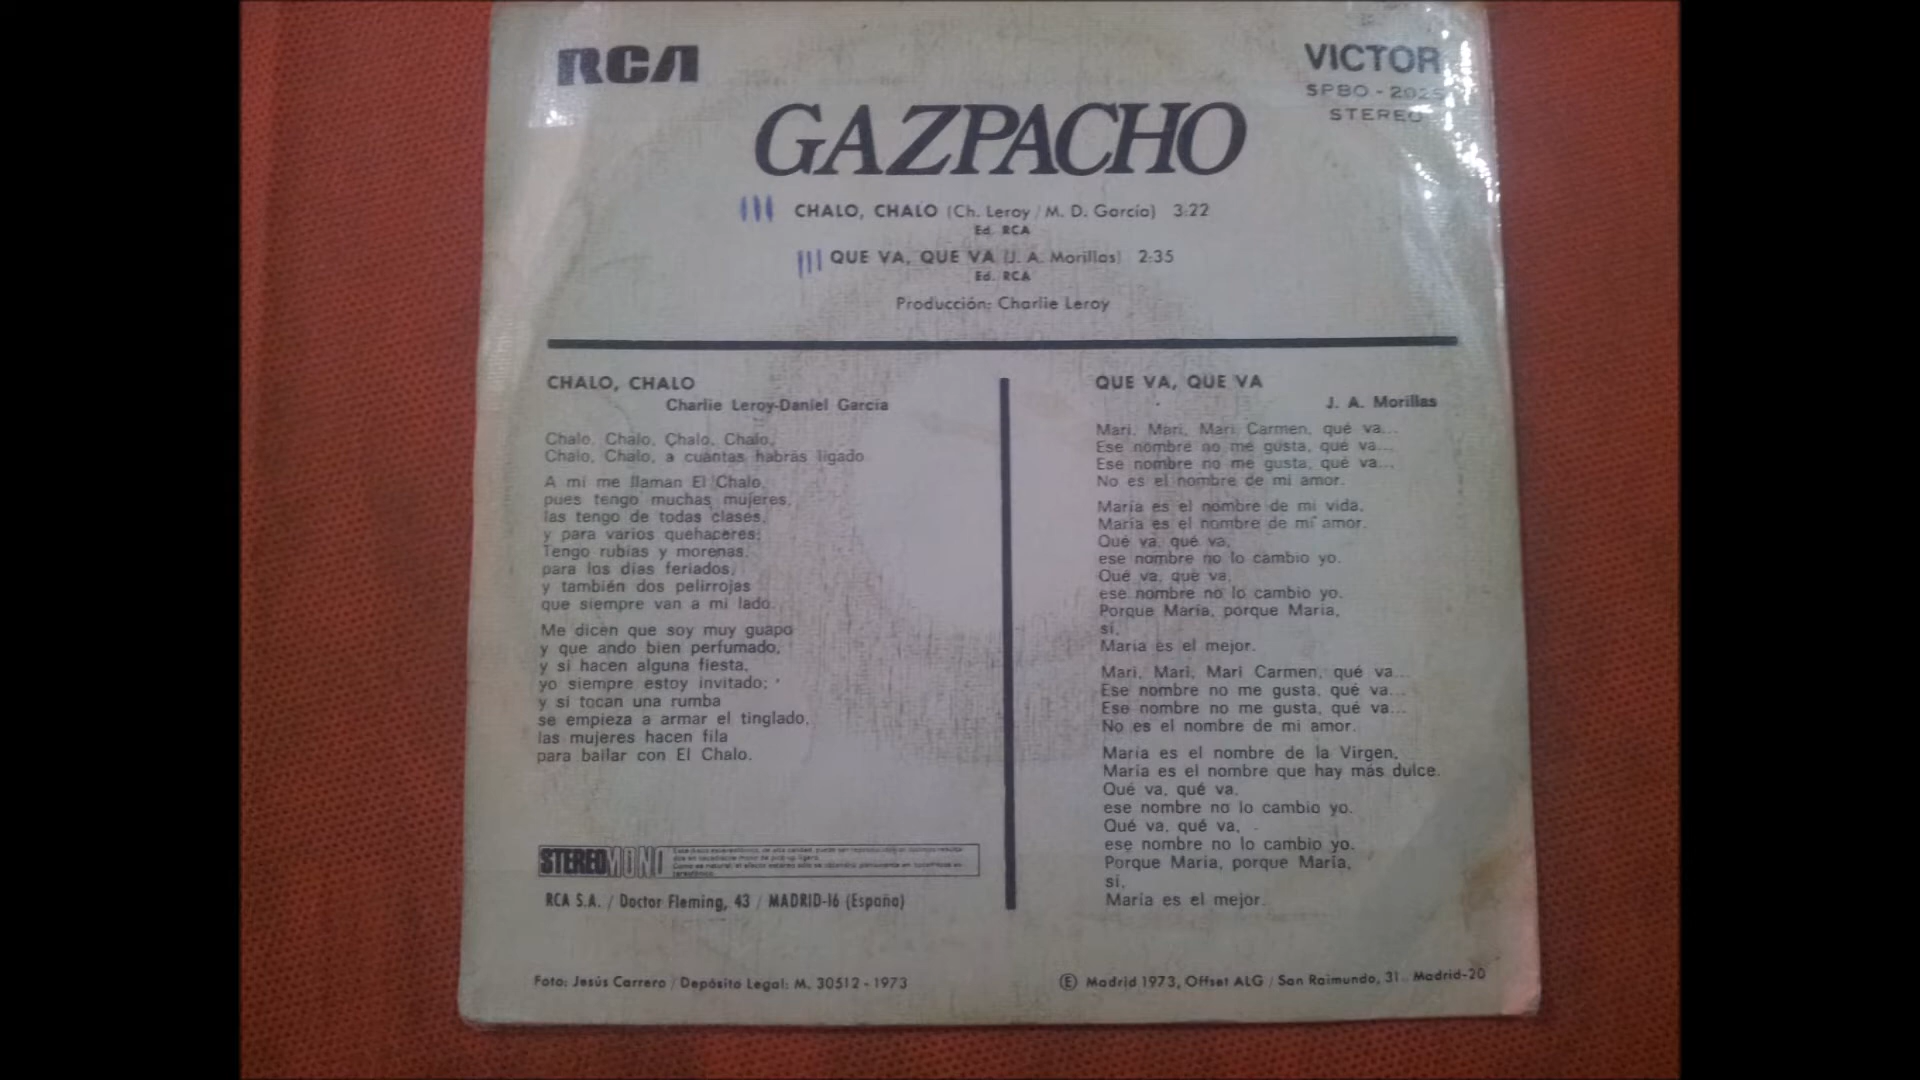 RCA
VICTOR
STEREO
GAZPACHO
CHALO, CHALO (Ch. Leroy / M. D. García) 3:22
Ed. RCA
QUE VA, QUE VA (J. A. Morillas) 2:35
Ed. RCA
Producción: Charlie Leroy
CHALO, CHALO
Charlie Leroy-Daniel García
Chalo, Chalo, Chalo, Chalo,
Chalo, Chalo, a cuántas habrás ligado
A mí me llaman El Chalo,
pues tengo muchas mujeres,
las tengo de todas clases,
y para varios quehaceres;
Tengo rubias y morenas
para los días feriados,
y también dos pelirrojas
que siempre van a mi lado.
Me dicen que soy muy guapo
y que ando bien perfumado,
y si hacen alguna fiesta,
yo siempre estoy invitado;
y si tocan una rumba
se empieza a armar el tinglado,
las mujeres hacen fila
para bailar con El Chalo.
STEREO MONO
RCA S.A. / Doctor Fleming, 43 / MADRID-16 (España)
Foto: Jesús Carrero / Depósito Legal: M. 30512 - 1973
QUE VA, QUE VA
J. A. Morillas
Mari, Mari, Mari Carmen, qué va...
Ese nombre no me gusta, qué va...
Ese nombre no me gusta, qué va...
No es el nombre de mi amor.
María es el nombre de mi vida,
María es el nombre de mi amor.
Qué va, qué va,
ese nombre no lo cambio yo.
Qué va, qué va,
ese nombre no lo cambio yo.
Porque María, porque María,
sí,
María es el mejor.
Mari, Mari, Mari Carmen, qué va...
Ese nombre no me gusta, qué va...
Ese nombre no me gusta, qué va...
No es el nombre de mi amor.
María es el nombre de la Virgen,
María es el nombre que hay más dulce.
Qué va, qué va,
ese nombre no lo cambio yo.
Qué va, qué va,
ese nombre no lo cambio yo.
Porque María, porque María,
sí,
María es el mejor.
Ⓔ Madrid 1973, Offset ALG / San Raimundo, 31 . Madrid-20